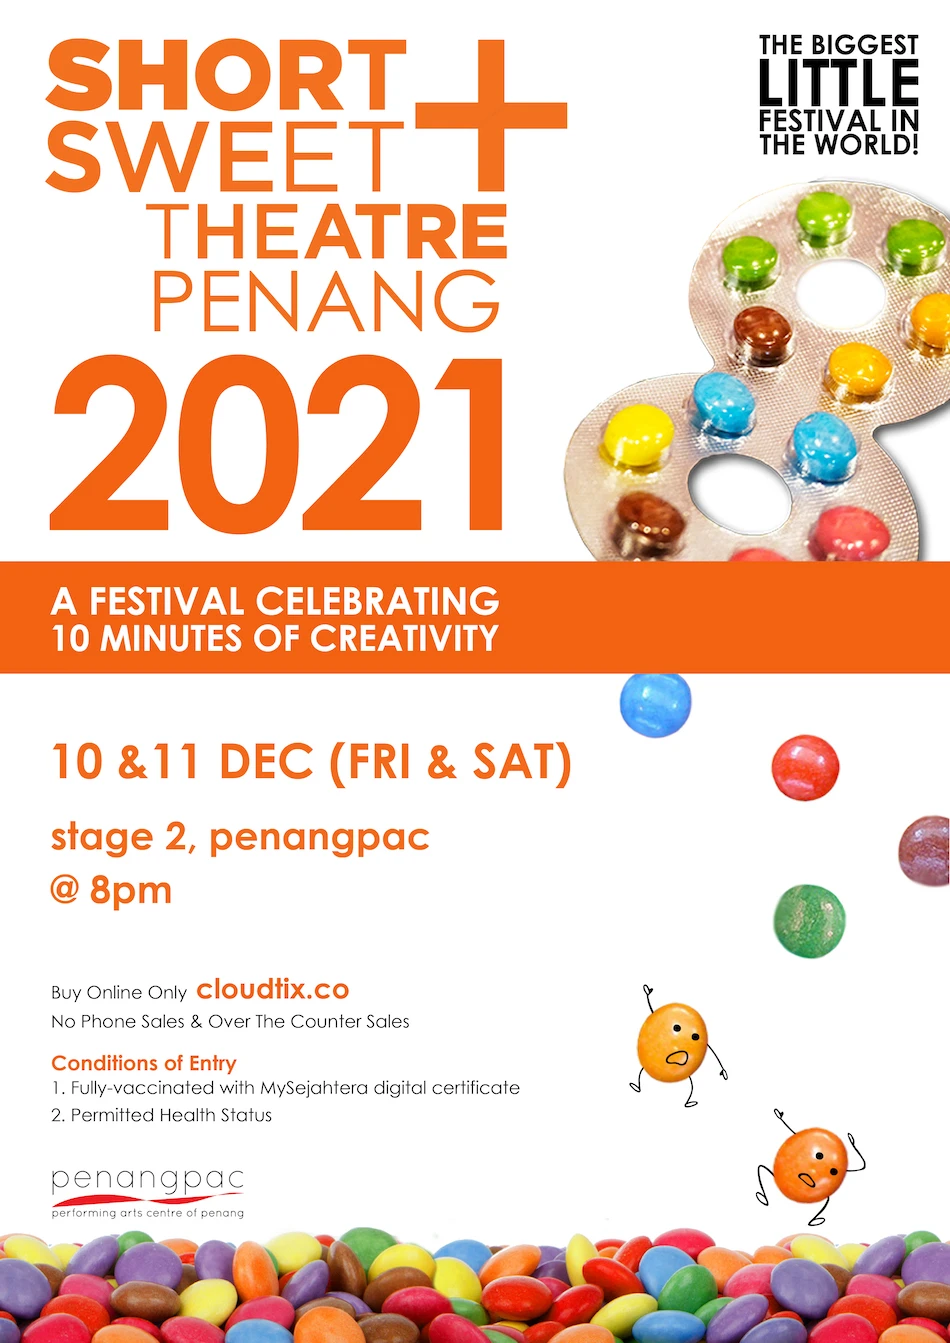 SHORT +
SWEET
THEATRE
PENANG
2021
THE BIGGEST
LITTLE
FESTIVAL IN
THE WORLD!
A FESTIVAL CELEBRATING
10 MINUTES OF CREATIVITY
10 &11 DEC (FRI & SAT)
stage 2, penangpac
@ 8pm
Buy Online Only cloudtix.co
No Phone Sales & Over The Counter Sales
Conditions of Entry
1. Fully-vaccinated with MySejahtera digital certificate
2. Permitted Health Status
penangpac
performing arts centre of penang